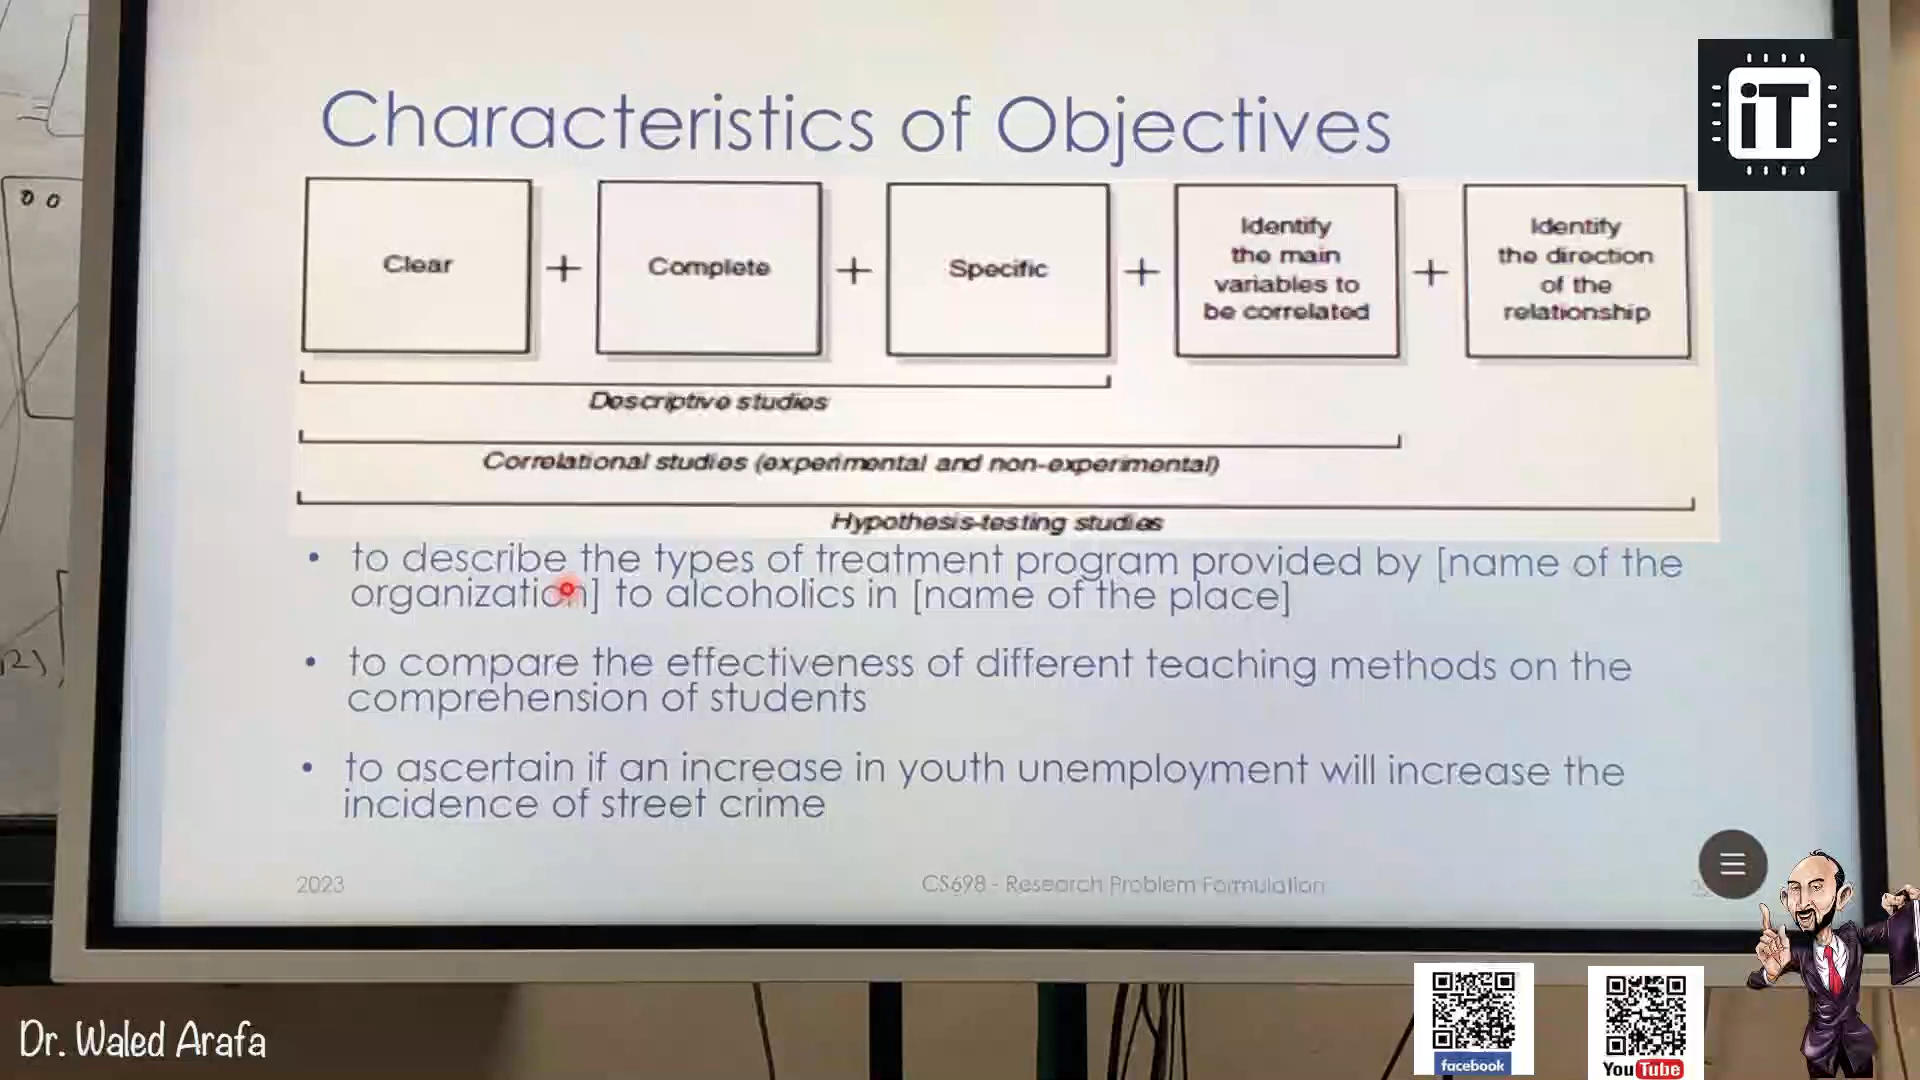 iT
Characteristics of Objectives
Clear + Complete + Specific + Identify the main variables to be correlated + Identify the direction of the relationship
Descriptive studies
Correlational studies (experimental and non-experimental)
Hypothesis-testing studies
• to describe the types of treatment program provided by [name of the
organization] to alcoholics in [name of the place]
• to compare the effectiveness of different teaching methods on the
comprehension of students
• to ascertain if an increase in youth unemployment will increase the
incidence of street crime
2023
CS698 - Research Problem Formulation
Dr. Waled Arafa
facebook
YouTube